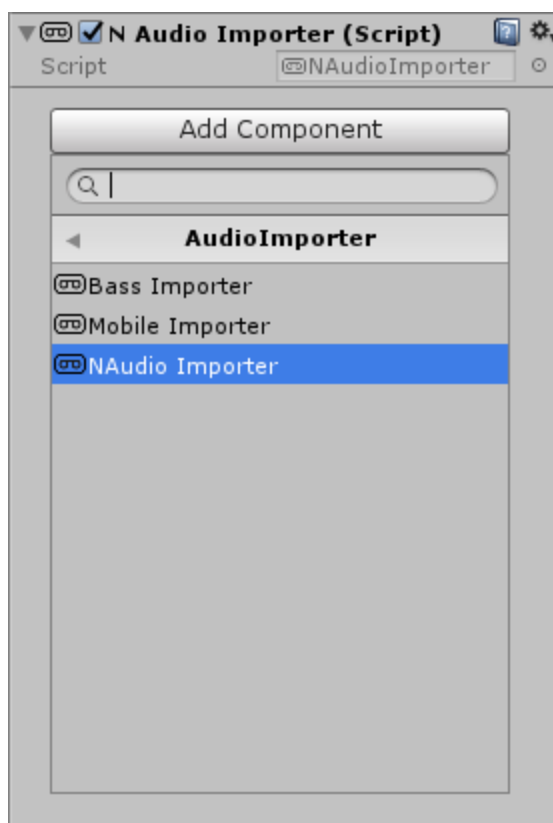 N Audio Importer (Script)
Script NAudioImporter
Add Component
AudioImporter
Bass Importer
Mobile Importer
NAudio Importer